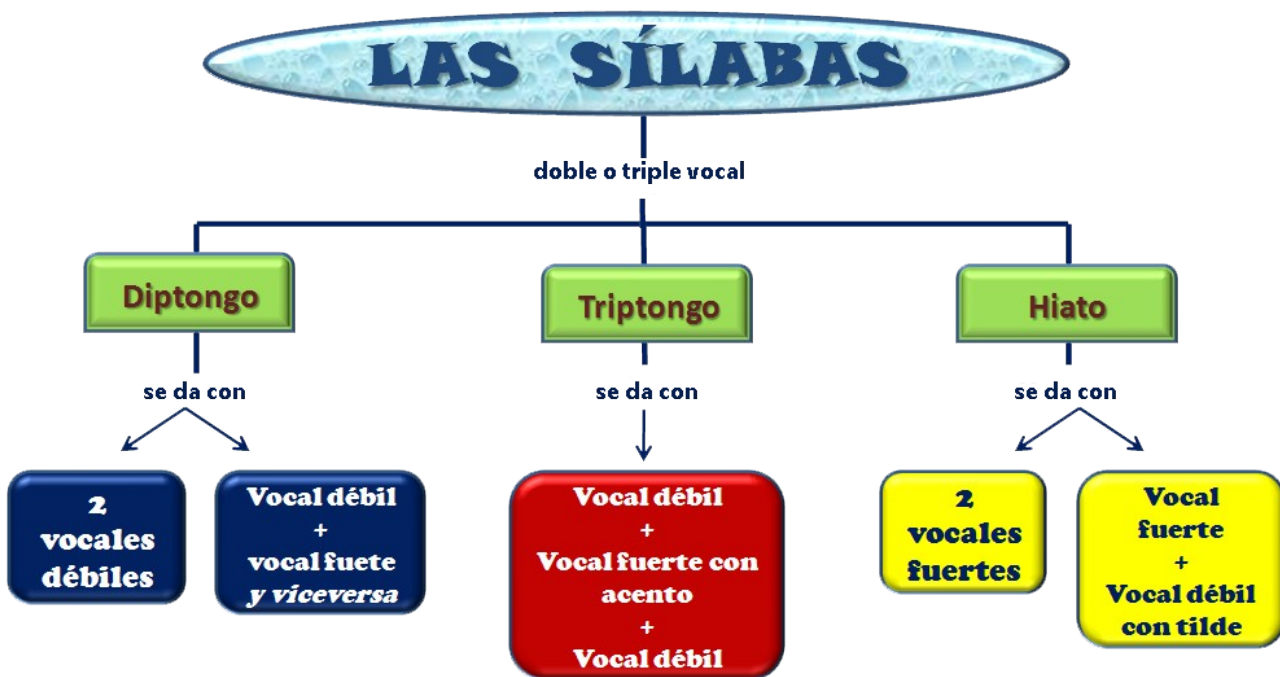 LAS SÍLABAS
doble o triple vocal
Diptongo
Triptongo
Hiato
se da con
se da con
se da con
2
vocales
débiles
Vocal débil
+
vocal fuete
y viceversa
Vocal débil
+
Vocal fuerte con
acento
+
Vocal débil
2
vocales
fuertes
Vocal
fuerte
+
Vocal débil
con tilde